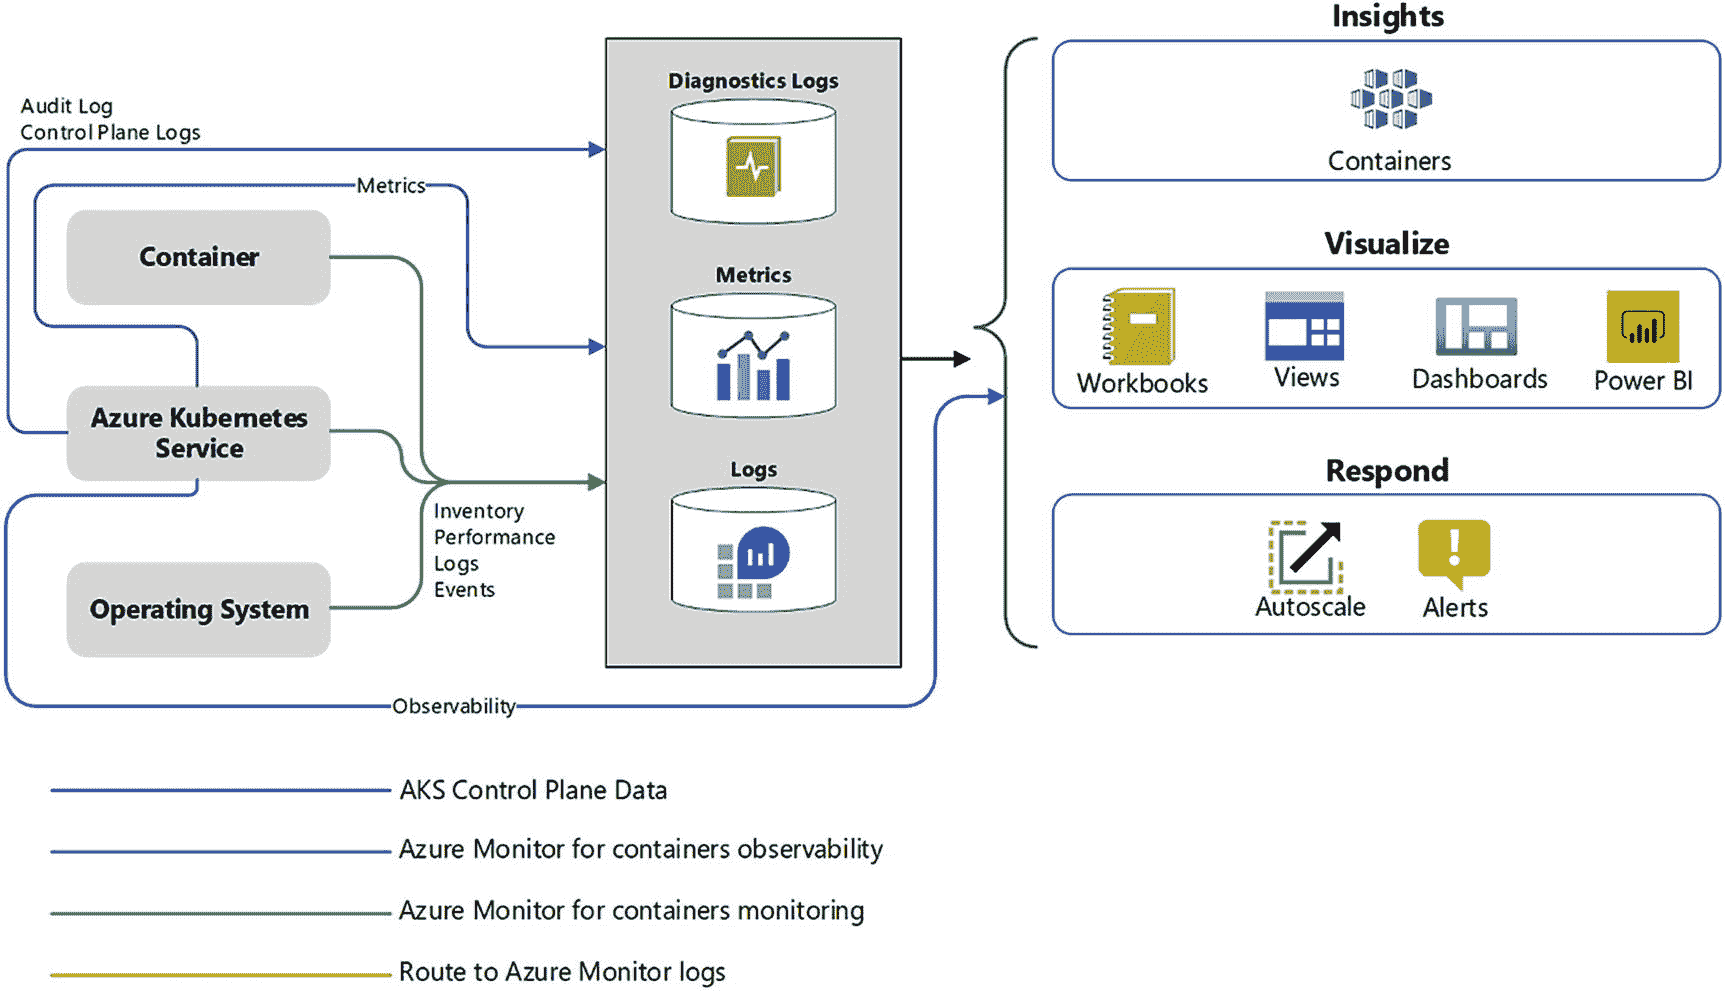 Audit Log
Control Plane Logs
Metrics
Container
Azure Kubernetes
Service
Operating System
Inventory
Performance
Logs
Events
Observability
Diagnostics Logs
Metrics
Logs
Insights
Containers
Visualize
Workbooks
Views
Dashboards
Power BI
Respond
Autoscale
Alerts
AKS Control Plane Data
Azure Monitor for containers observability
Azure Monitor for containers monitoring
Route to Azure Monitor logs